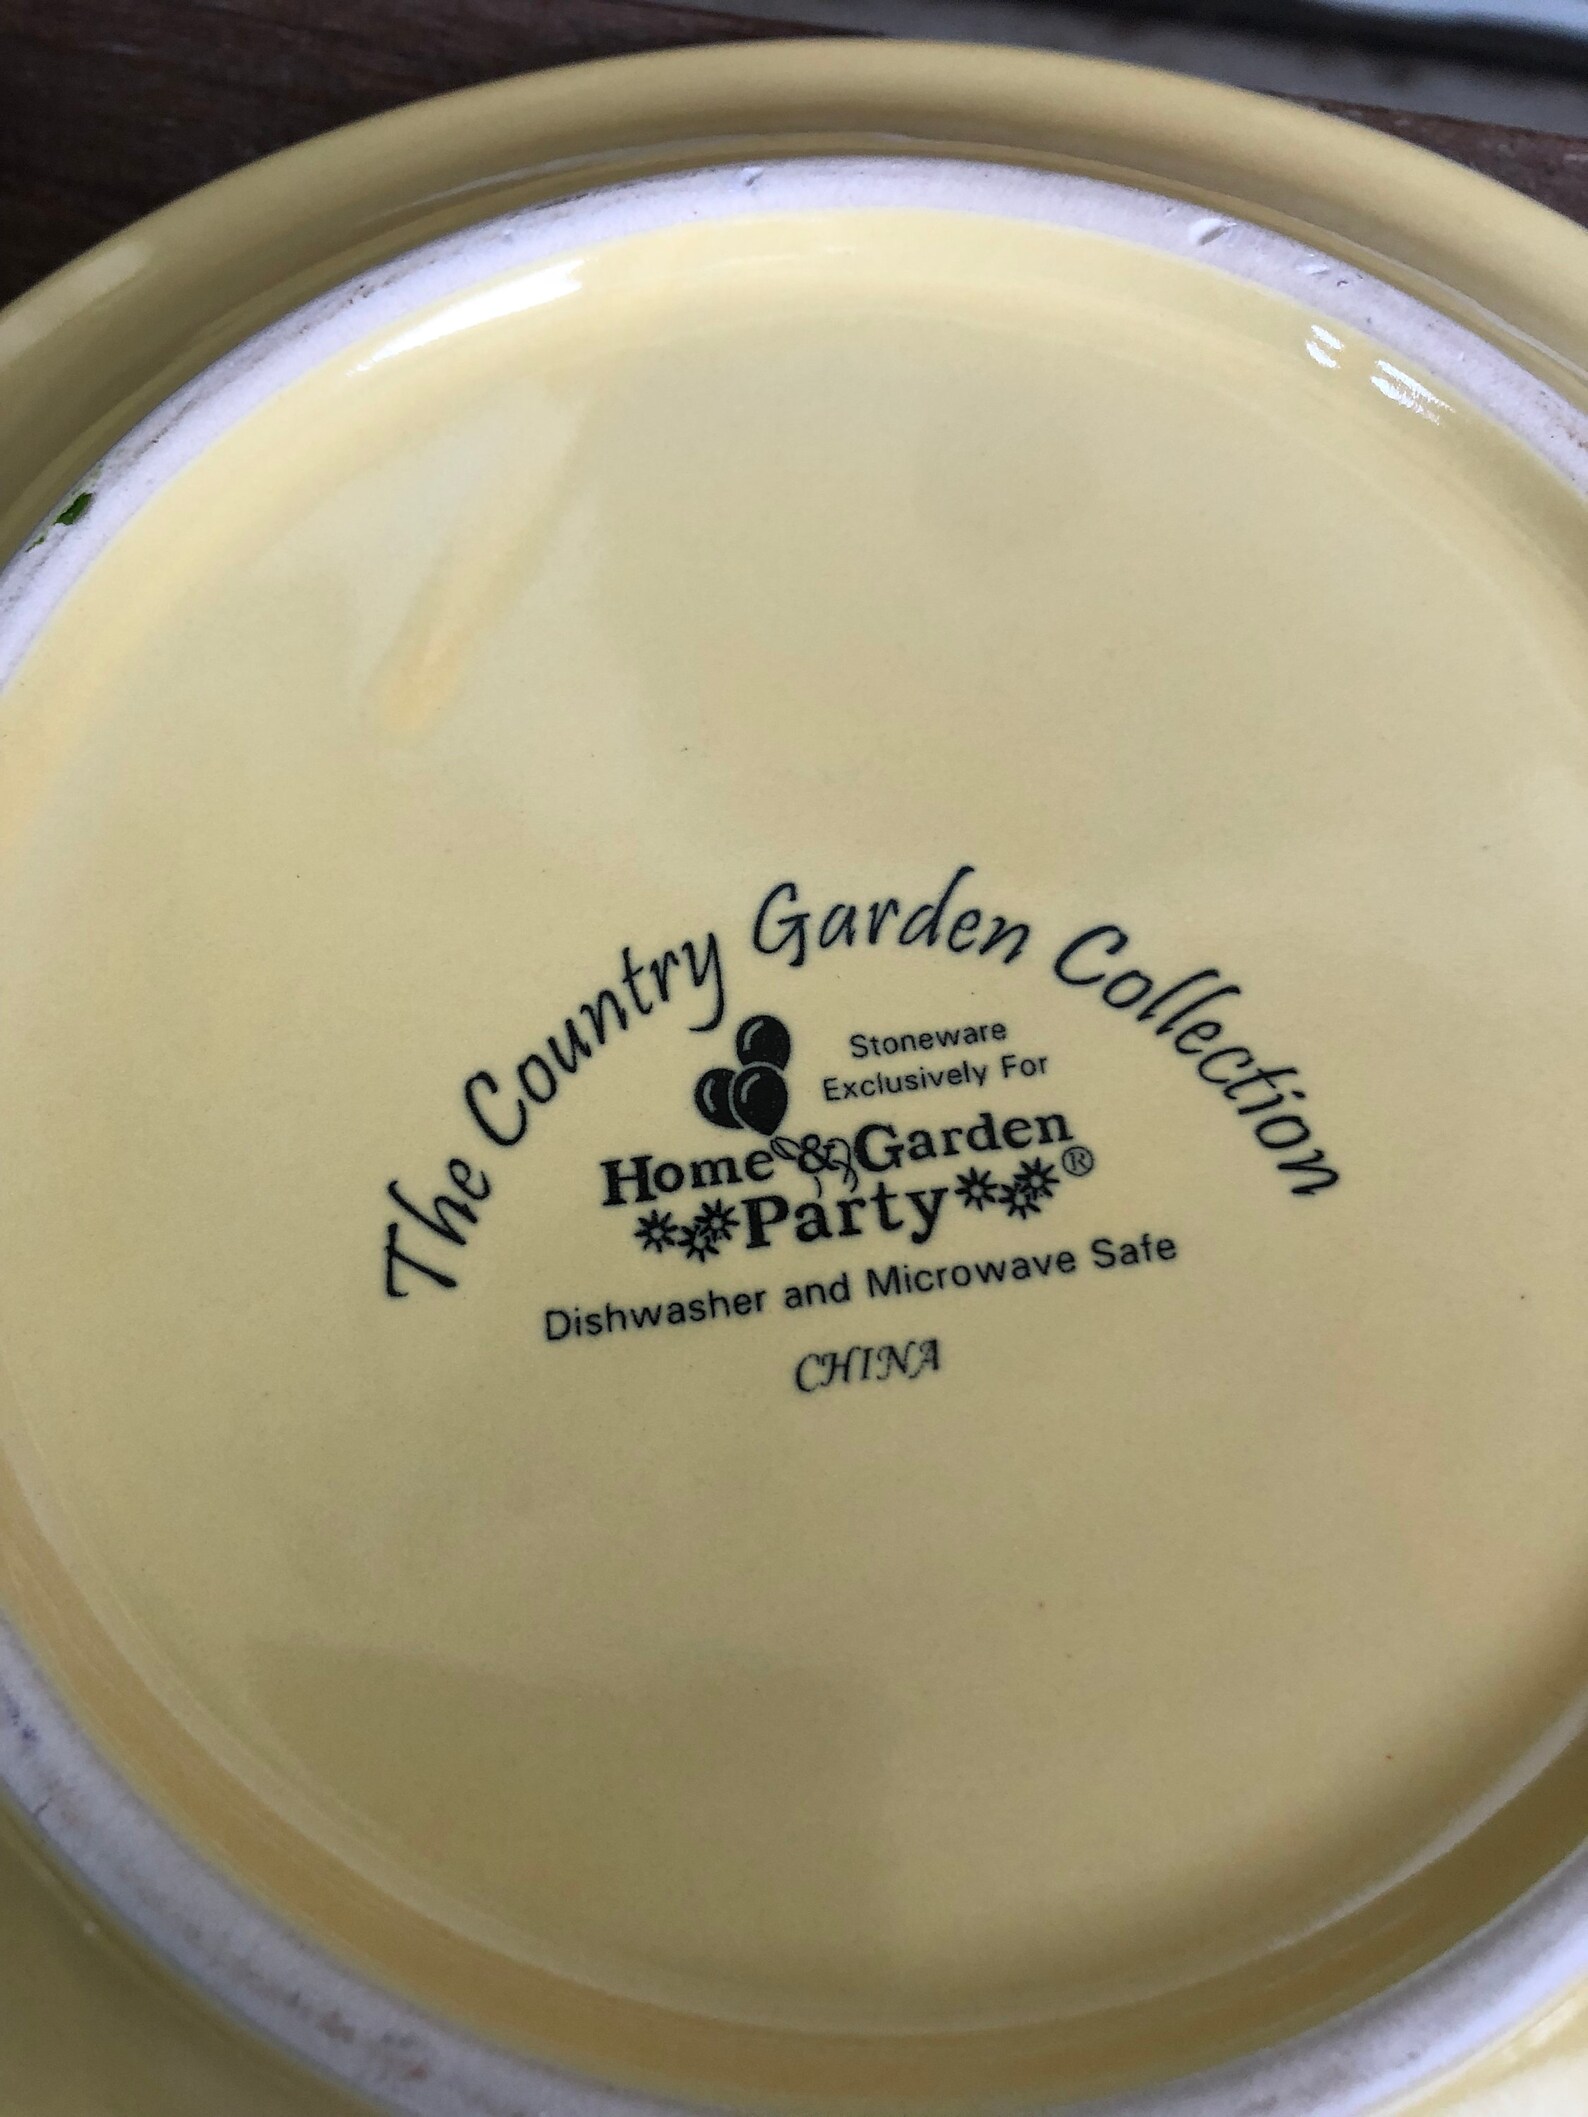 The Country Garden Collection
Stoneware
Exclusively For
Home & Garden
Party®
Dishwasher and Microwave Safe
CHINA